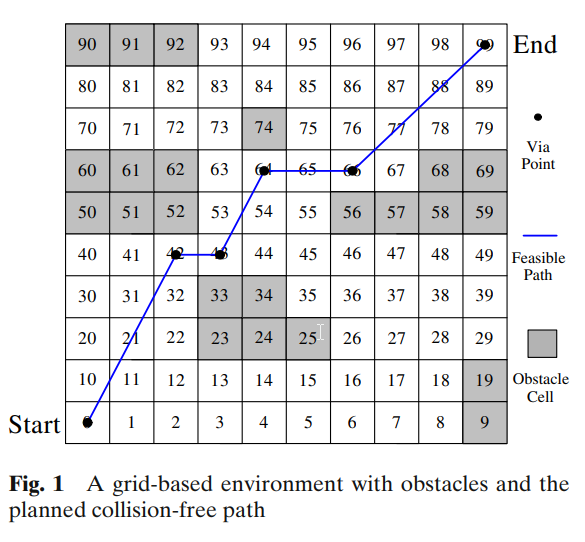 90 91 92 93 94 95 96 97 98 99 End
80 81 82 83 84 85 86 87 88 89
70 71 72 73 74 75 76 77 78 79
Via
Point
60 61 62 63 64 65 66 67 68 69
50 51 52 53 54 55 56 57 58 59
40 41 42 43 44 45 46 47 48 49
Feasible
Path
30 31 32 33 34 35 36 37 38 39
20 21 22 23 24 25 26 27 28 29
10 11 12 13 14 15 16 17 18 19
Obstacle
Cell
Start 0 1 2 3 4 5 6 7 8 9
Fig. 1 A grid-based environment with obstacles and the
planned collision-free path